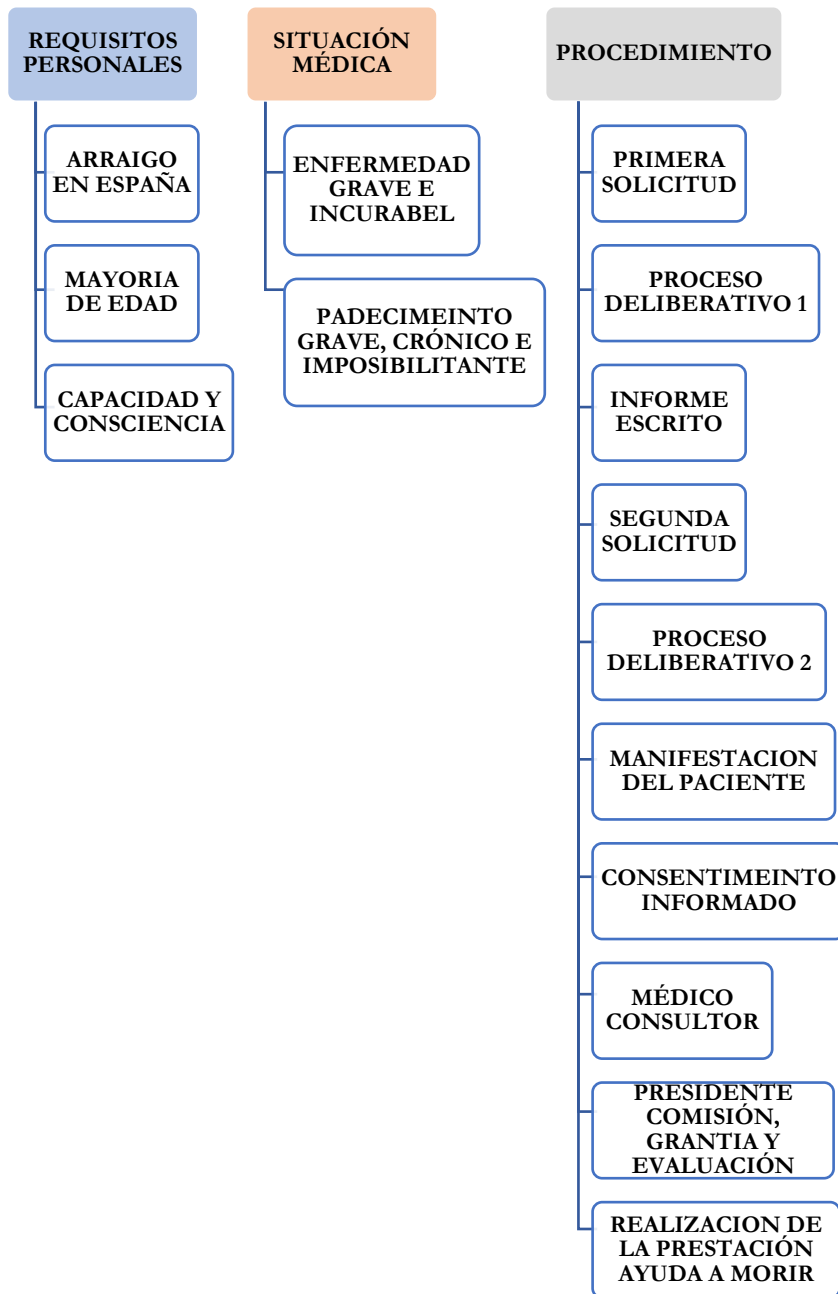 REQUISITOS
PERSONALES
ARRAIGO
EN ESPAÑA
MAYORIA
DE EDAD
CAPACIDAD Y
CONSCIENCIA
SITUACIÓN
MÉDICA
ENFERMEDAD
GRAVE E
INCURABEL
PADECIMEINTO
GRAVE, CRÓNICO E
IMPOSIBILITANTE
PROCEDIMIENTO
PRIMERA
SOLICITUD
PROCESO
DELIBERATIVO 1
INFORME
ESCRITO
SEGUNDA
SOLICITUD
PROCESO
DELIBERATIVO 2
MANIFESTACION
DEL PACIENTE
CONSENTIMEINTO
INFORMADO
MÉDICO
CONSULTOR
PRESIDENTE
COMISIÓN,
GRANTIA Y
EVALUACIÓN
REALIZACION DE
LA PRESTACIÓN
AYUDA A MORIR